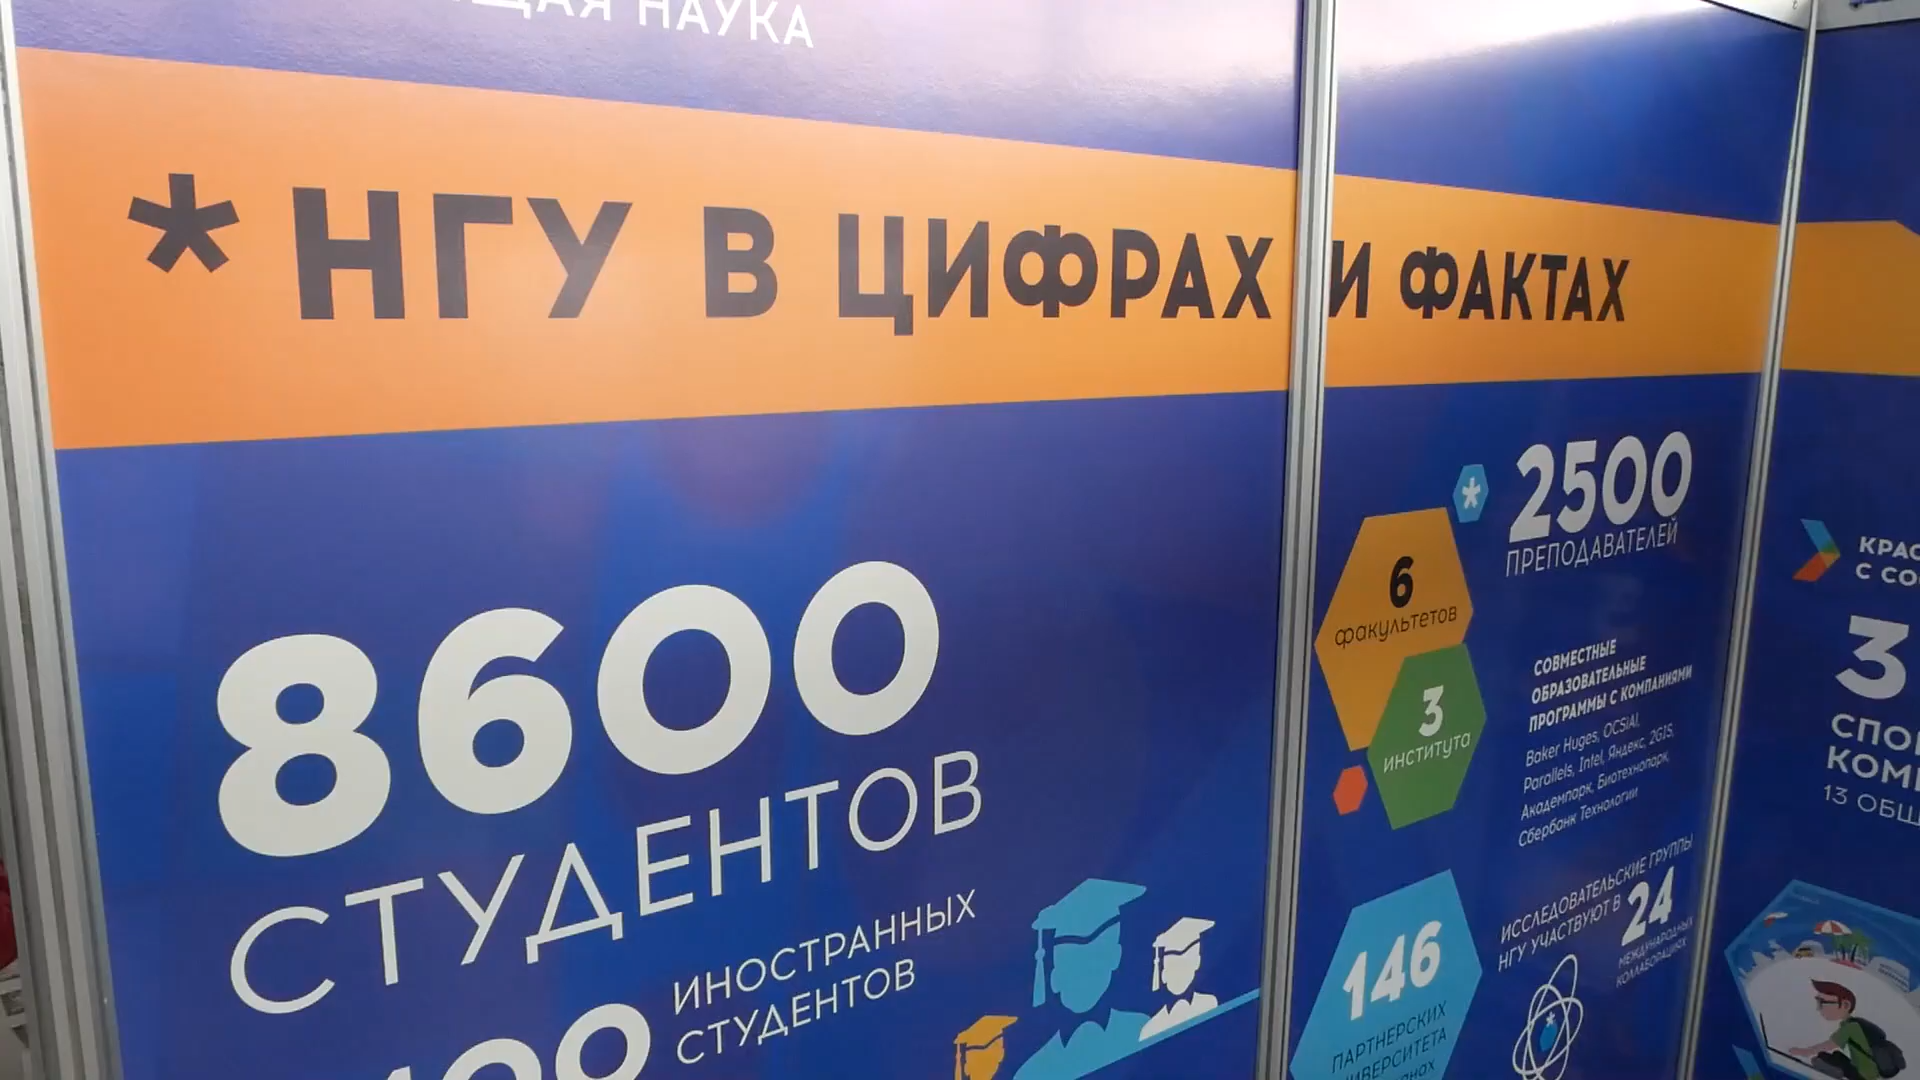 НАУКА
*НГУ В ЦИФРАХ И ФАКТАХ
8600
СТУДЕНТОВ
ИНОСТРАННЫХ
СТУДЕНТОВ
2500
ПРЕПОДАВАТЕЛЕЙ
6
факультетов
3
института
СОВМЕСТНЫЕ
ОБРАЗОВАТЕЛЬНЫЕ
ПРОГРАММЫ С КОМПАНИЯМИ
Baker Huges, OCSiAl,
Parallels, Intel, Яндекс, 2GIS,
Академпарк, Биотехнопарк,
Сбербанк Технологии
ИССЛЕДОВАТЕЛЬСКИЕ ГРУППЫ
НГУ УЧАСТВУЮТ В 24
МЕЖДУНАРОДНЫХ
КОЛЛАБОРАЦИЯХ
146
ПАРТНЕРСКИХ
3
13